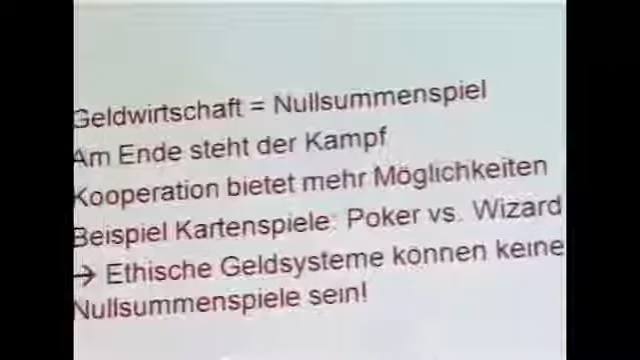 Geldwirtschaft = Nullsummenspiel
Am Ende steht der Kampf
Kooperation bietet mehr Möglichkeiten
Beispiel Kartenspiele: Poker vs. Wizard
→ Ethische Geldsysteme können keine
Nullsummenspiele sein!